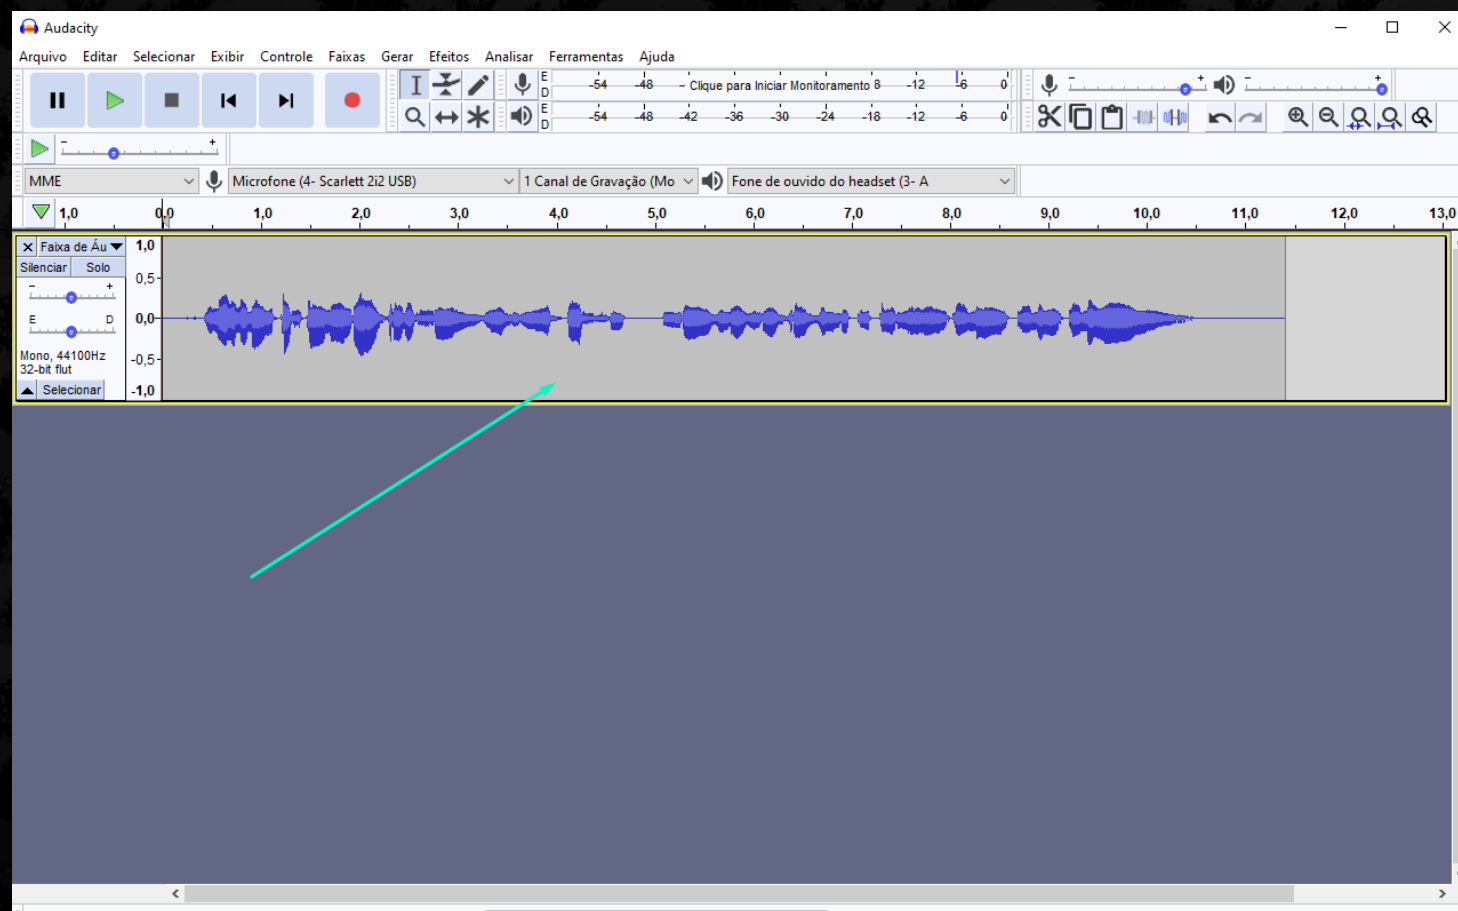 Audacity
Arquivo Editar Selecionar Exibir Controle Faixas Gerar Efeitos Analisar Ferramentas Ajuda
E D -54 -48 - Clique para Iniciar Monitoramento 8 -12 -6 0 - + - +
E D -54 -48 -42 -36 -30 -24 -18 -12 -6 0
- +
MME Microfone (4- Scarlett 2i2 USB) 1 Canal de Gravação (Mo Fone de ouvido do headset (3- A
1,0 0,0 1,0 2,0 3,0 4,0 5,0 6,0 7,0 8,0 9,0 10,0 11,0 12,0 13,0
Faixa de Áu 1,0
Silenciar Solo
0,5
- +
E D 0,0
Mono, 44100Hz
-0,5
32-bit flut
Selecionar -1,0